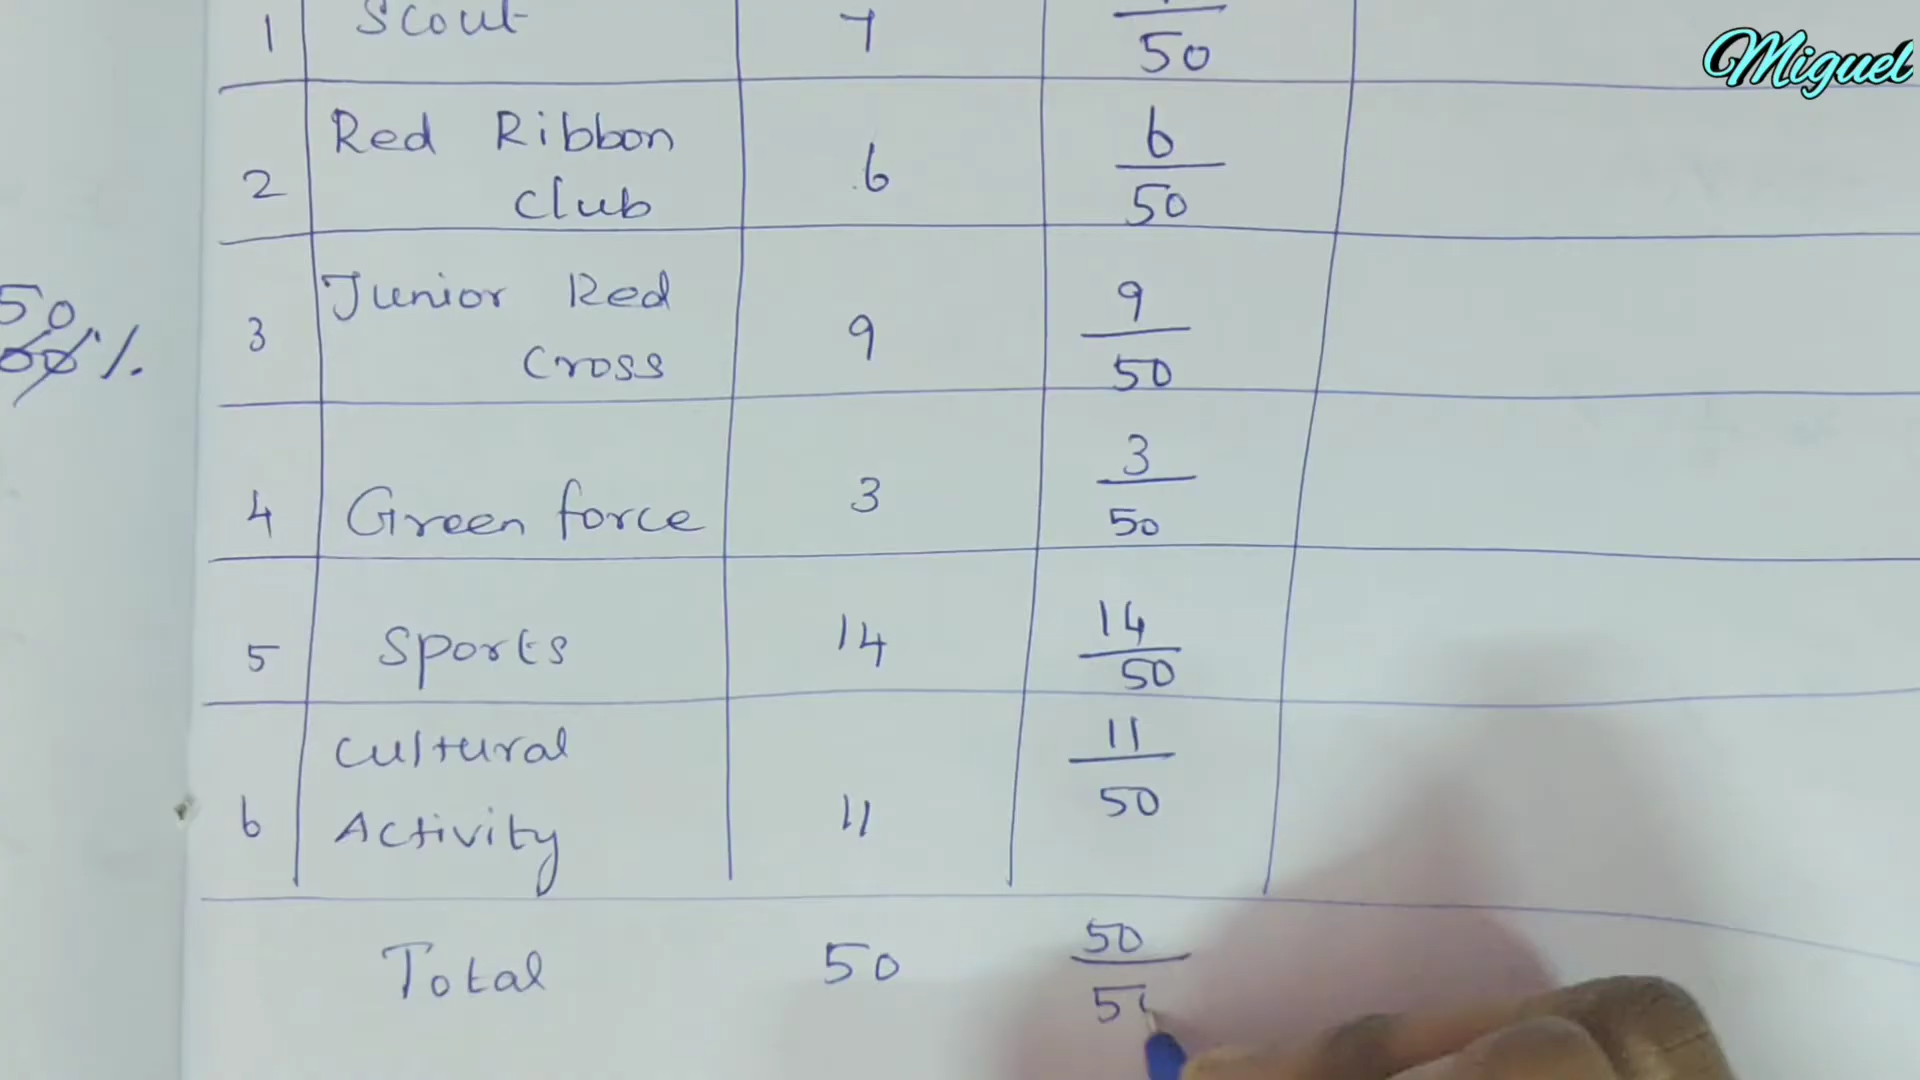 1 Scout 7 50
Miguel
2 Red Ribbon Club 6 6/50
50
3 Junior Red Cross 9 9/50
4 Green force 3 3/50
5 Sports 14 14/50
6 Cultural Activity 11 11/50
Total 50 50